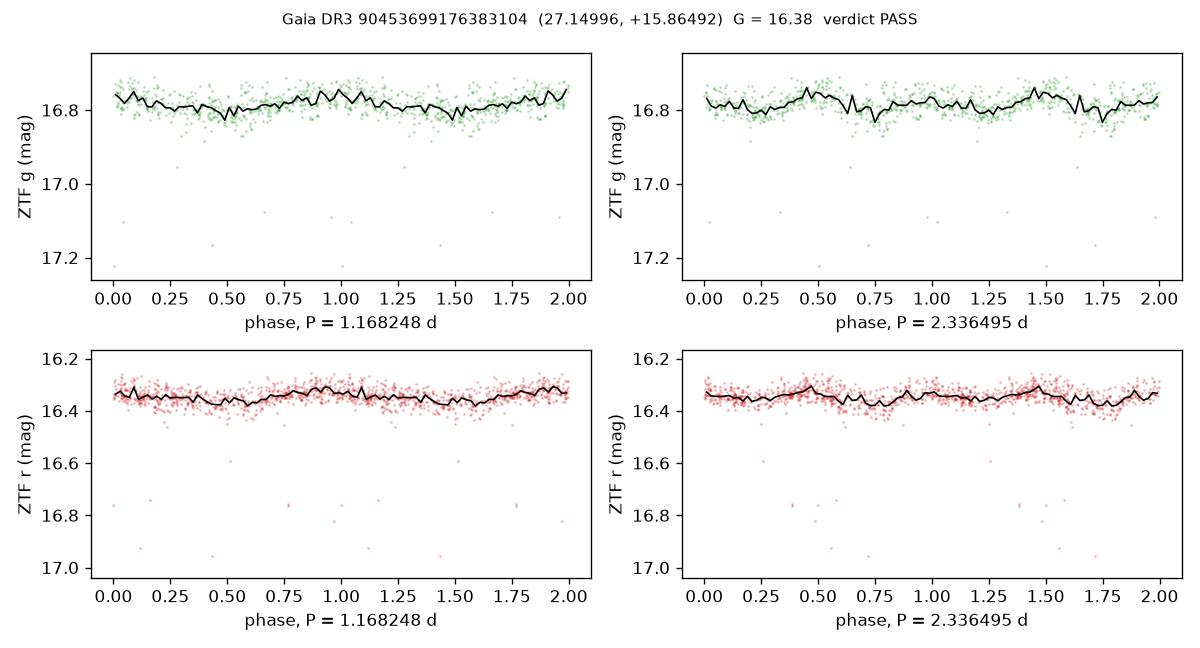 Gaia DR3 90453699176383104  (27.14996, +15.86492)  G = 16.38  verdict PASS
ZTF g (mag)
16.8
17.0
17.2
0.00 0.25 0.50 0.75 1.00 1.25 1.50 1.75 2.00
phase, P = 1.168248 d
ZTF g (mag)
16.8
17.0
17.2
0.00 0.25 0.50 0.75 1.00 1.25 1.50 1.75 2.00
phase, P = 2.336495 d
ZTF r (mag)
16.2
16.4
16.6
16.8
17.0
0.00 0.25 0.50 0.75 1.00 1.25 1.50 1.75 2.00
phase, P = 1.168248 d
ZTF r (mag)
16.2
16.4
16.6
16.8
17.0
0.00 0.25 0.50 0.75 1.00 1.25 1.50 1.75 2.00
phase, P = 2.336495 d